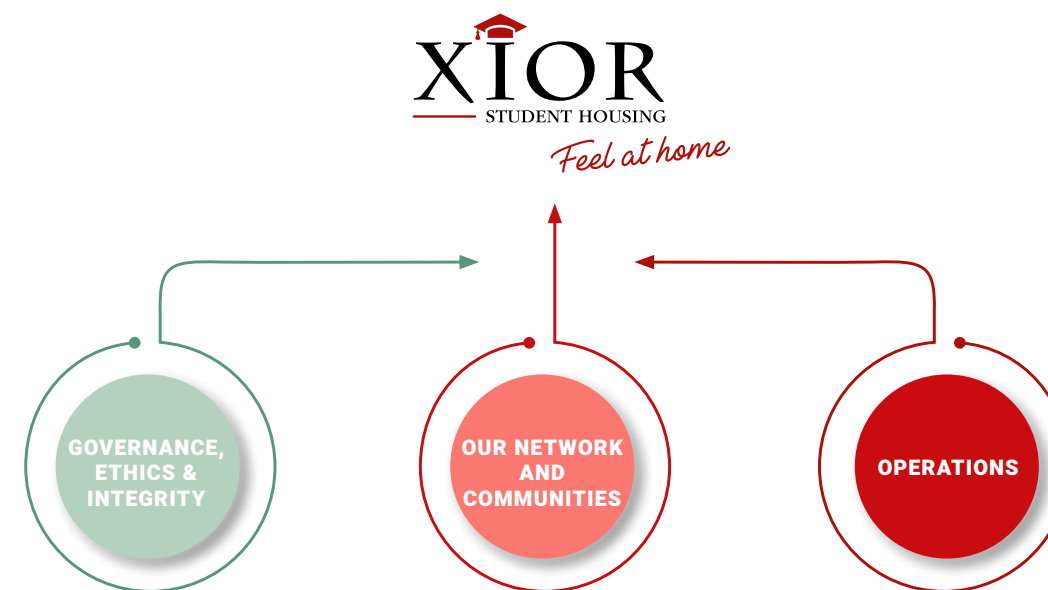 XIOR
STUDENT HOUSING
Feel at home
GOVERNANCE,
ETHICS &
INTEGRITY
OUR NETWORK
AND
COMMUNITIES
OPERATIONS